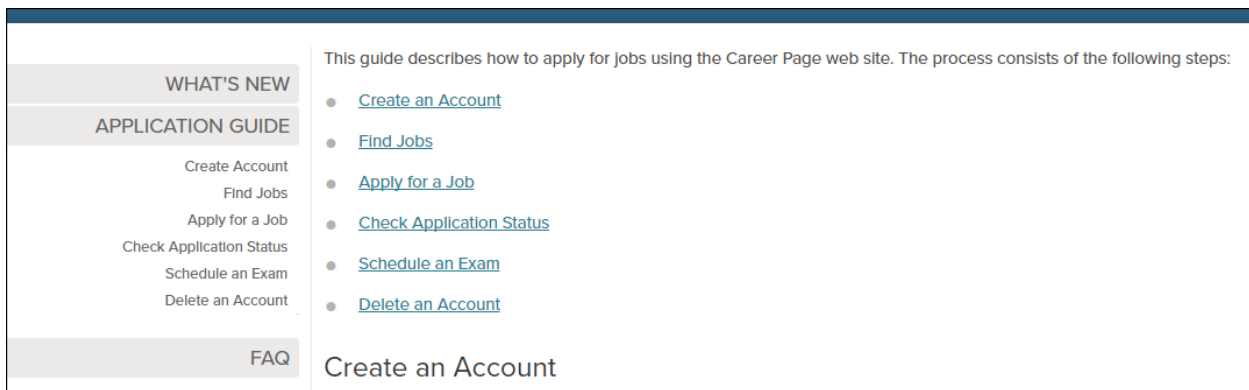 WHAT'S NEW
APPLICATION GUIDE
Create Account
Find Jobs
Apply for a Job
Check Application Status
Schedule an Exam
Delete an Account
FAQ
This guide describes how to apply for jobs using the Career Page web site. The process consists of the following steps:
Create an Account
Find Jobs
Apply for a Job
Check Application Status
Schedule an Exam
Delete an Account
Create an Account